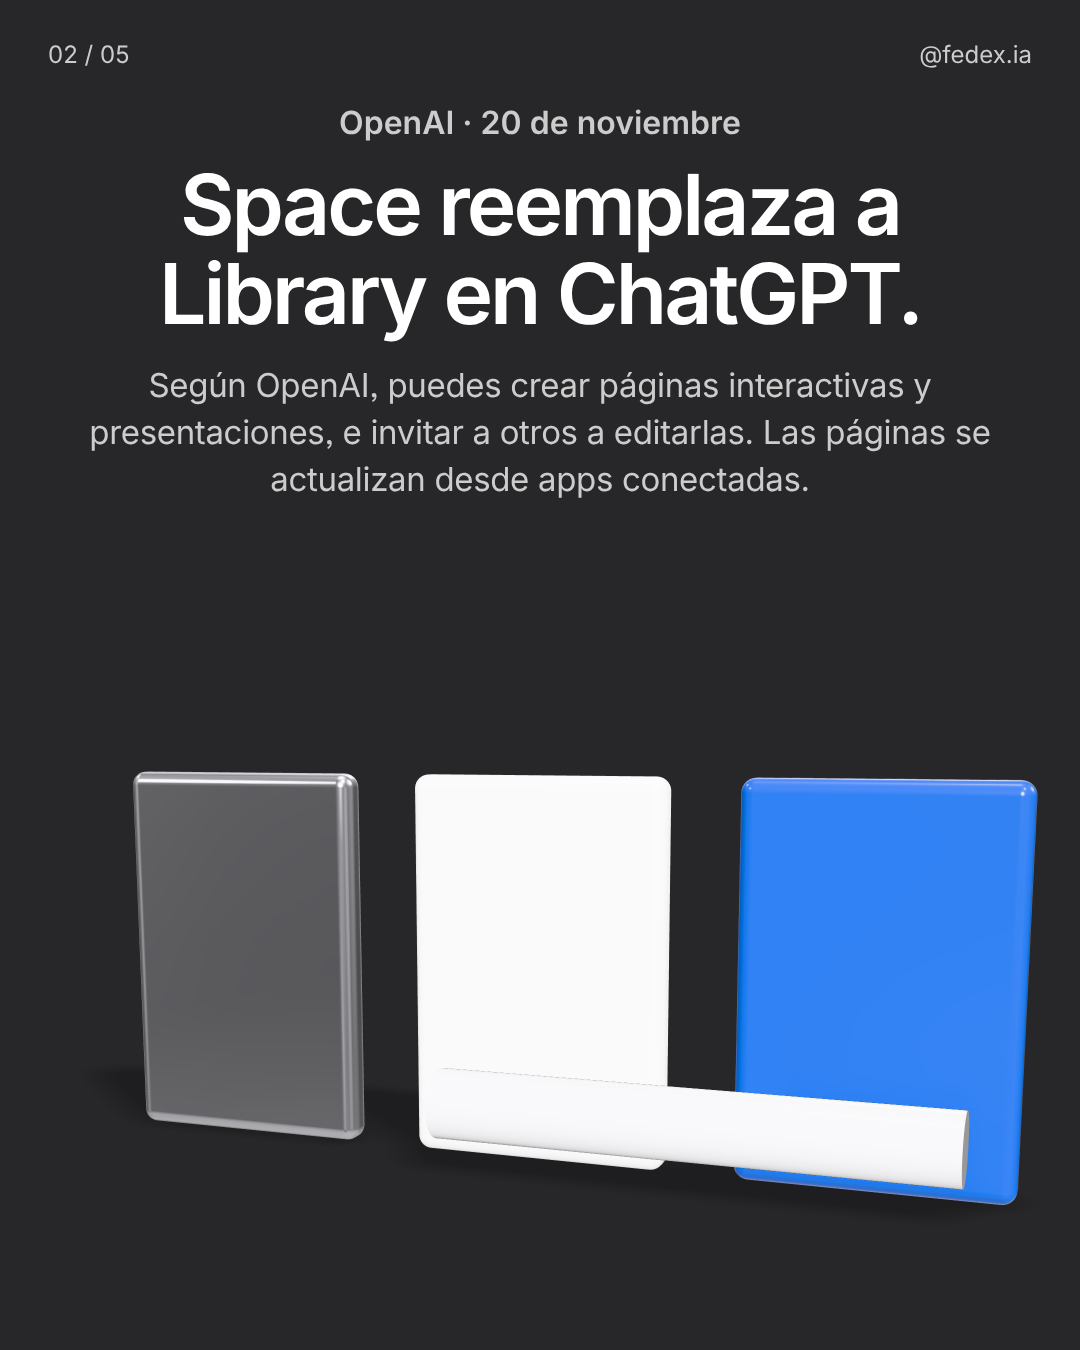 02 / 05
@fedex.ia
OpenAI · 20 de noviembre
Space reemplaza a
Library en ChatGPT.
Según OpenAI, puedes crear páginas interactivas y
presentaciones, e invitar a otros a editarlas. Las páginas se
actualizan desde apps conectadas.